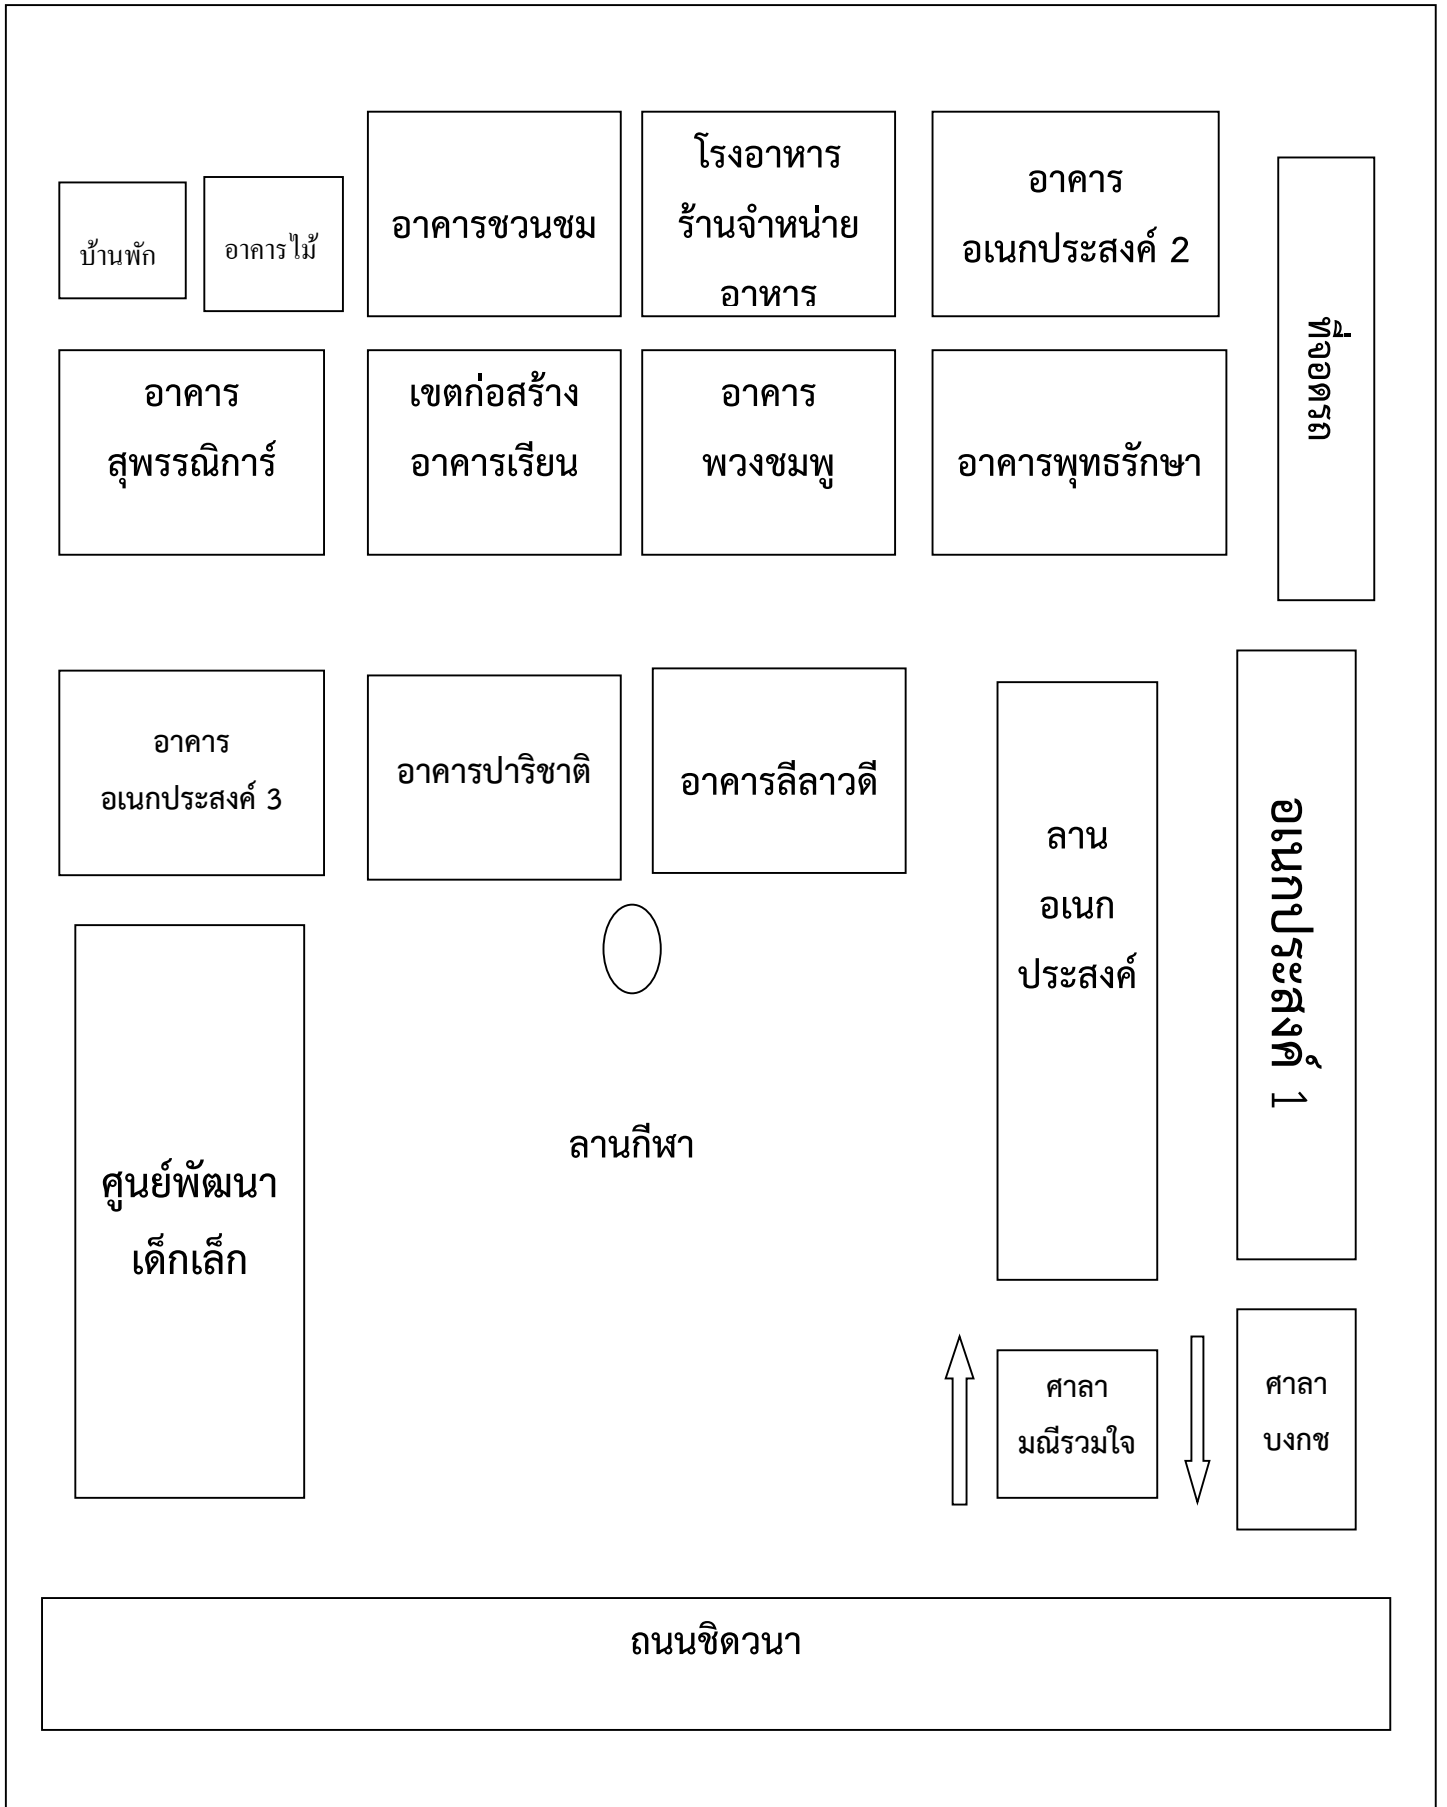 บ้านพัก
อาคารไม้
อาคารชวนชม
โรงอาหาร
ร้านจำหน่าย
อาหาร
อาคาร
อเนกประสงค์ 2
ที่จอดรถ
อาคาร
สุพรรณิการ์
เขตก่อสร้าง
อาคารเรียน
อาคาร
พวงชมพู
อาคารพุทธรักษา
อาคาร
อเนกประสงค์ 3
อาคารปาริชาติ
อาคารลีลาวดี
ลาน
อเนก
ประสงค์
อเนกประสงค์ 1
ศูนย์พัฒนา
เด็กเล็ก
ลานกีฬา
ศาลา
มณีรวมใจ
ศาลา
บงกช
ถนนชิดวนา